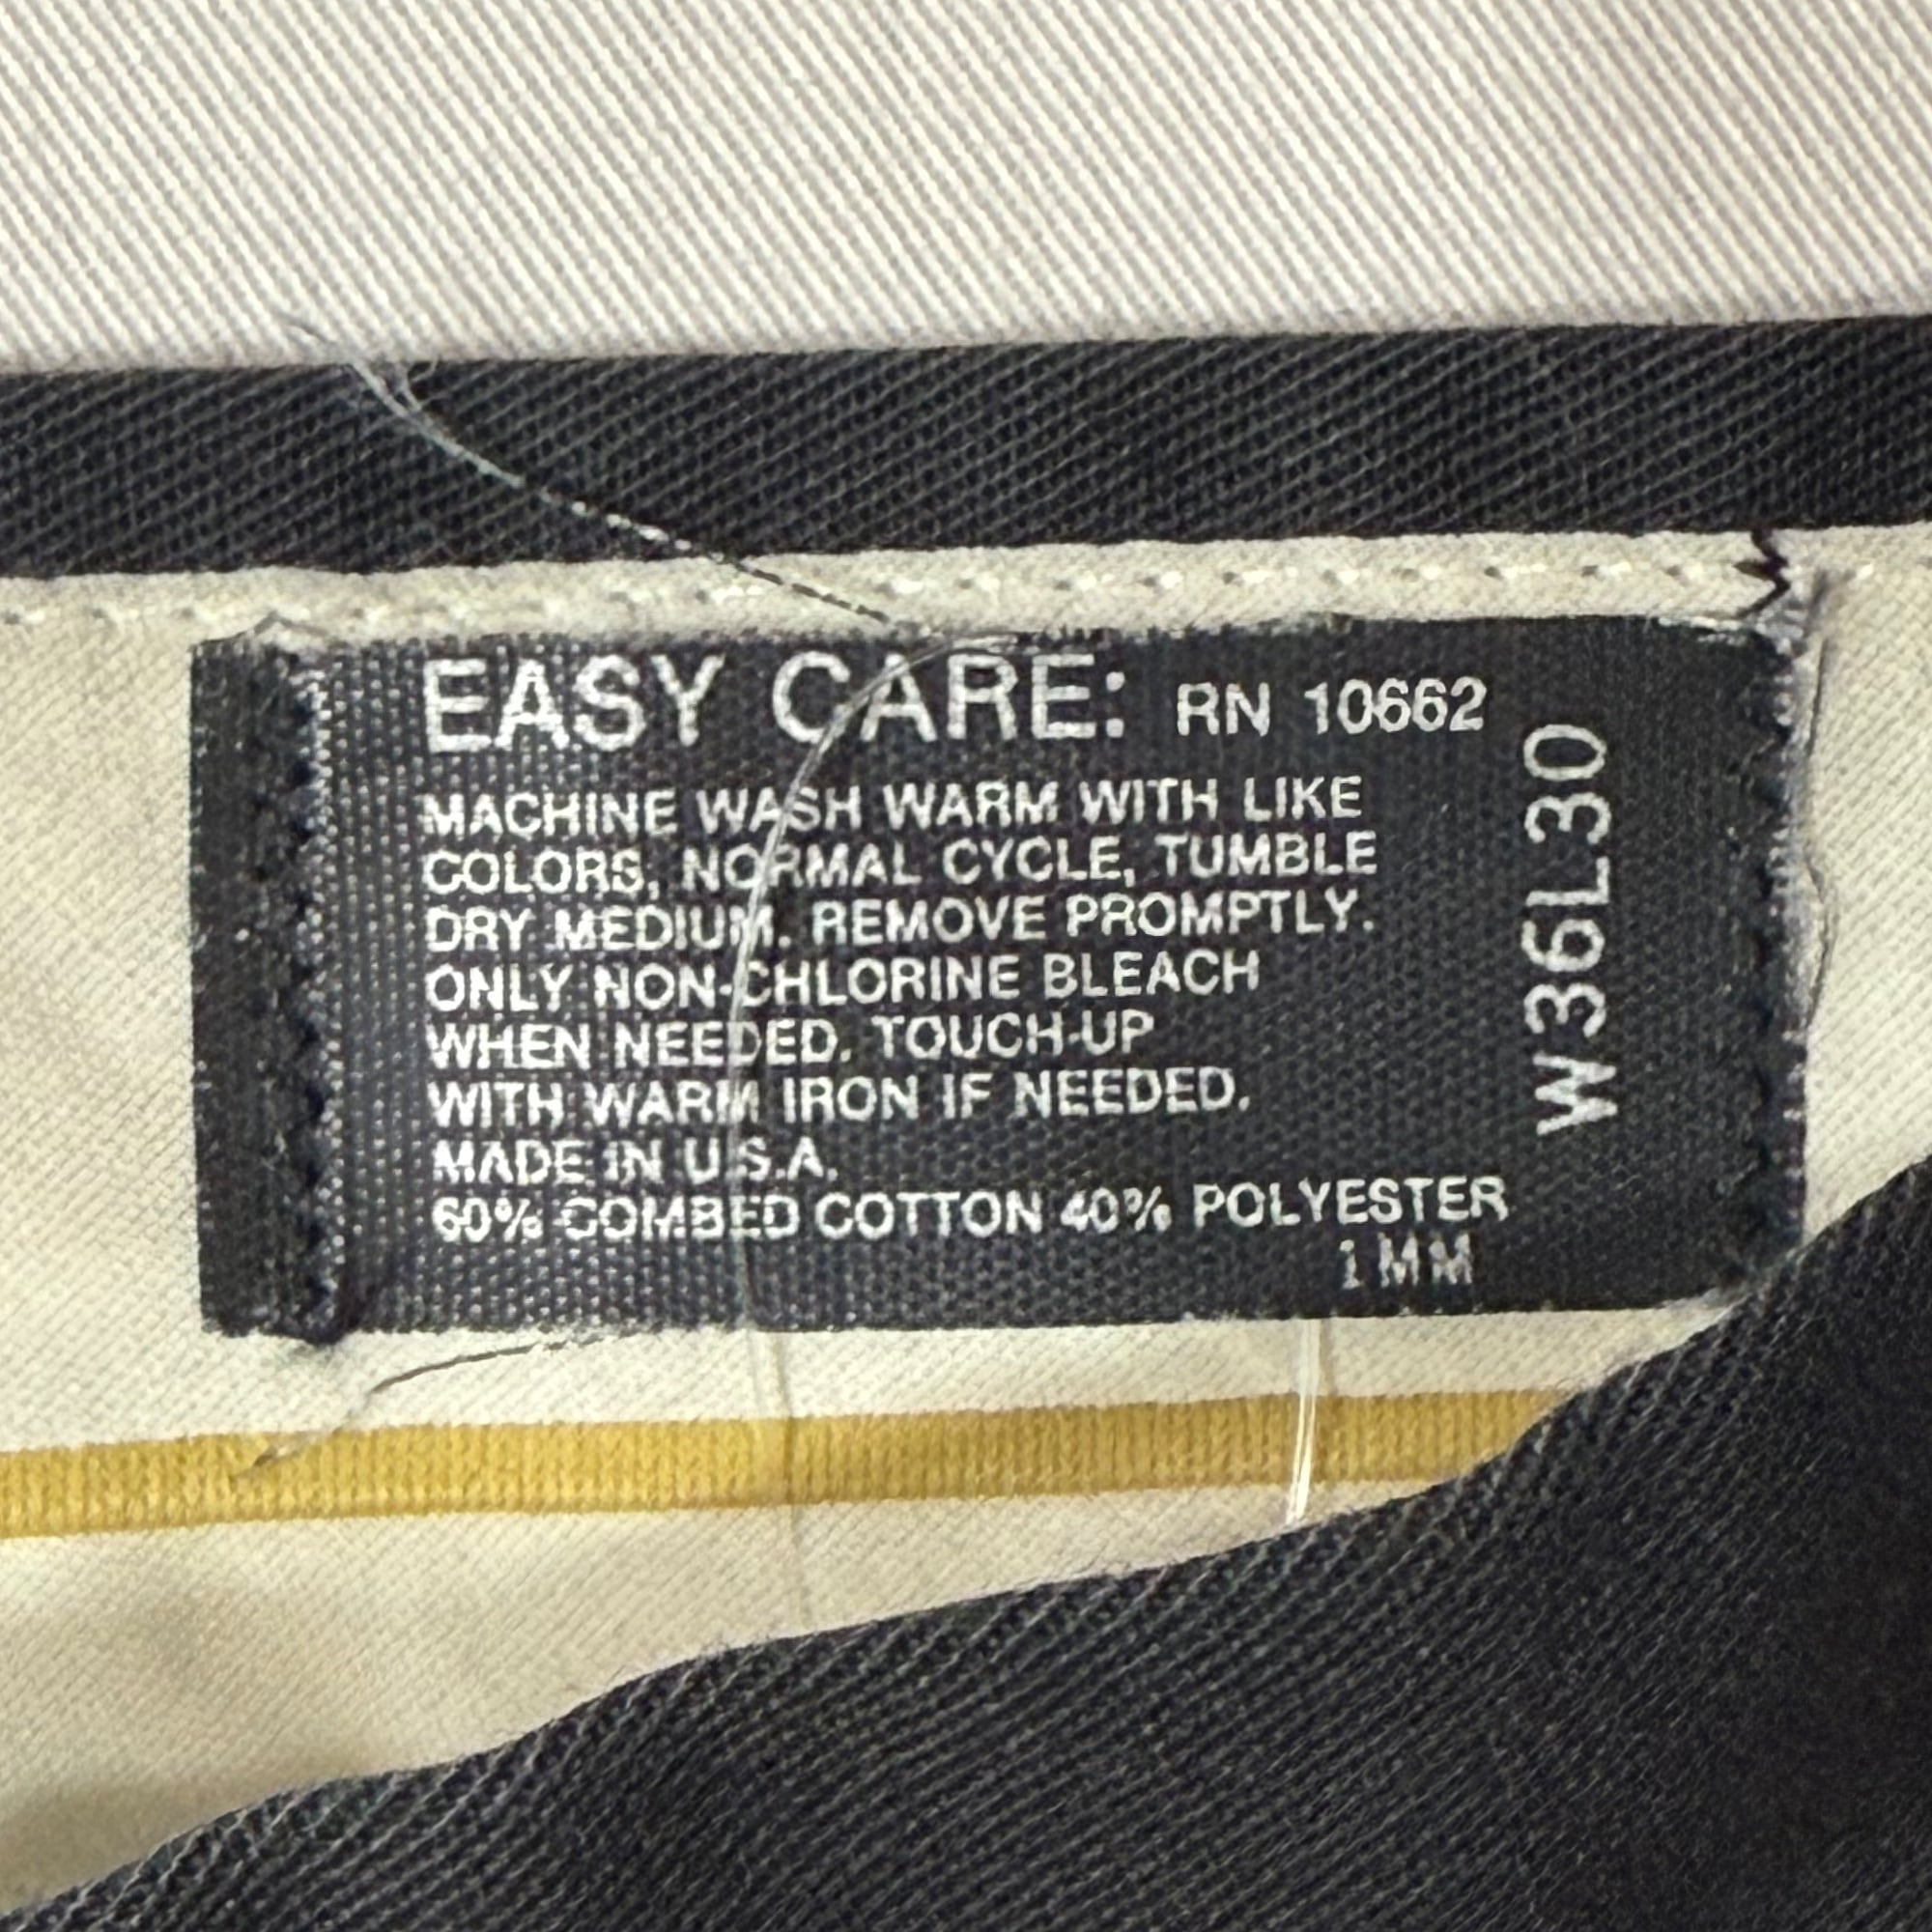 EASY CARE: RN 10662
MACHINE WASH WARM WITH LIKE
COLORS, NORMAL CYCLE, TUMBLE
DRY MEDIUM. REMOVE PROMPTLY.
ONLY NON-CHLORINE BLEACH
WHEN NEEDED. TOUCH-UP
WITH WARM IRON IF NEEDED.
MADE IN U.S.A.
60% COMBED COTTON 40% POLYESTER
1 MM
W36L30